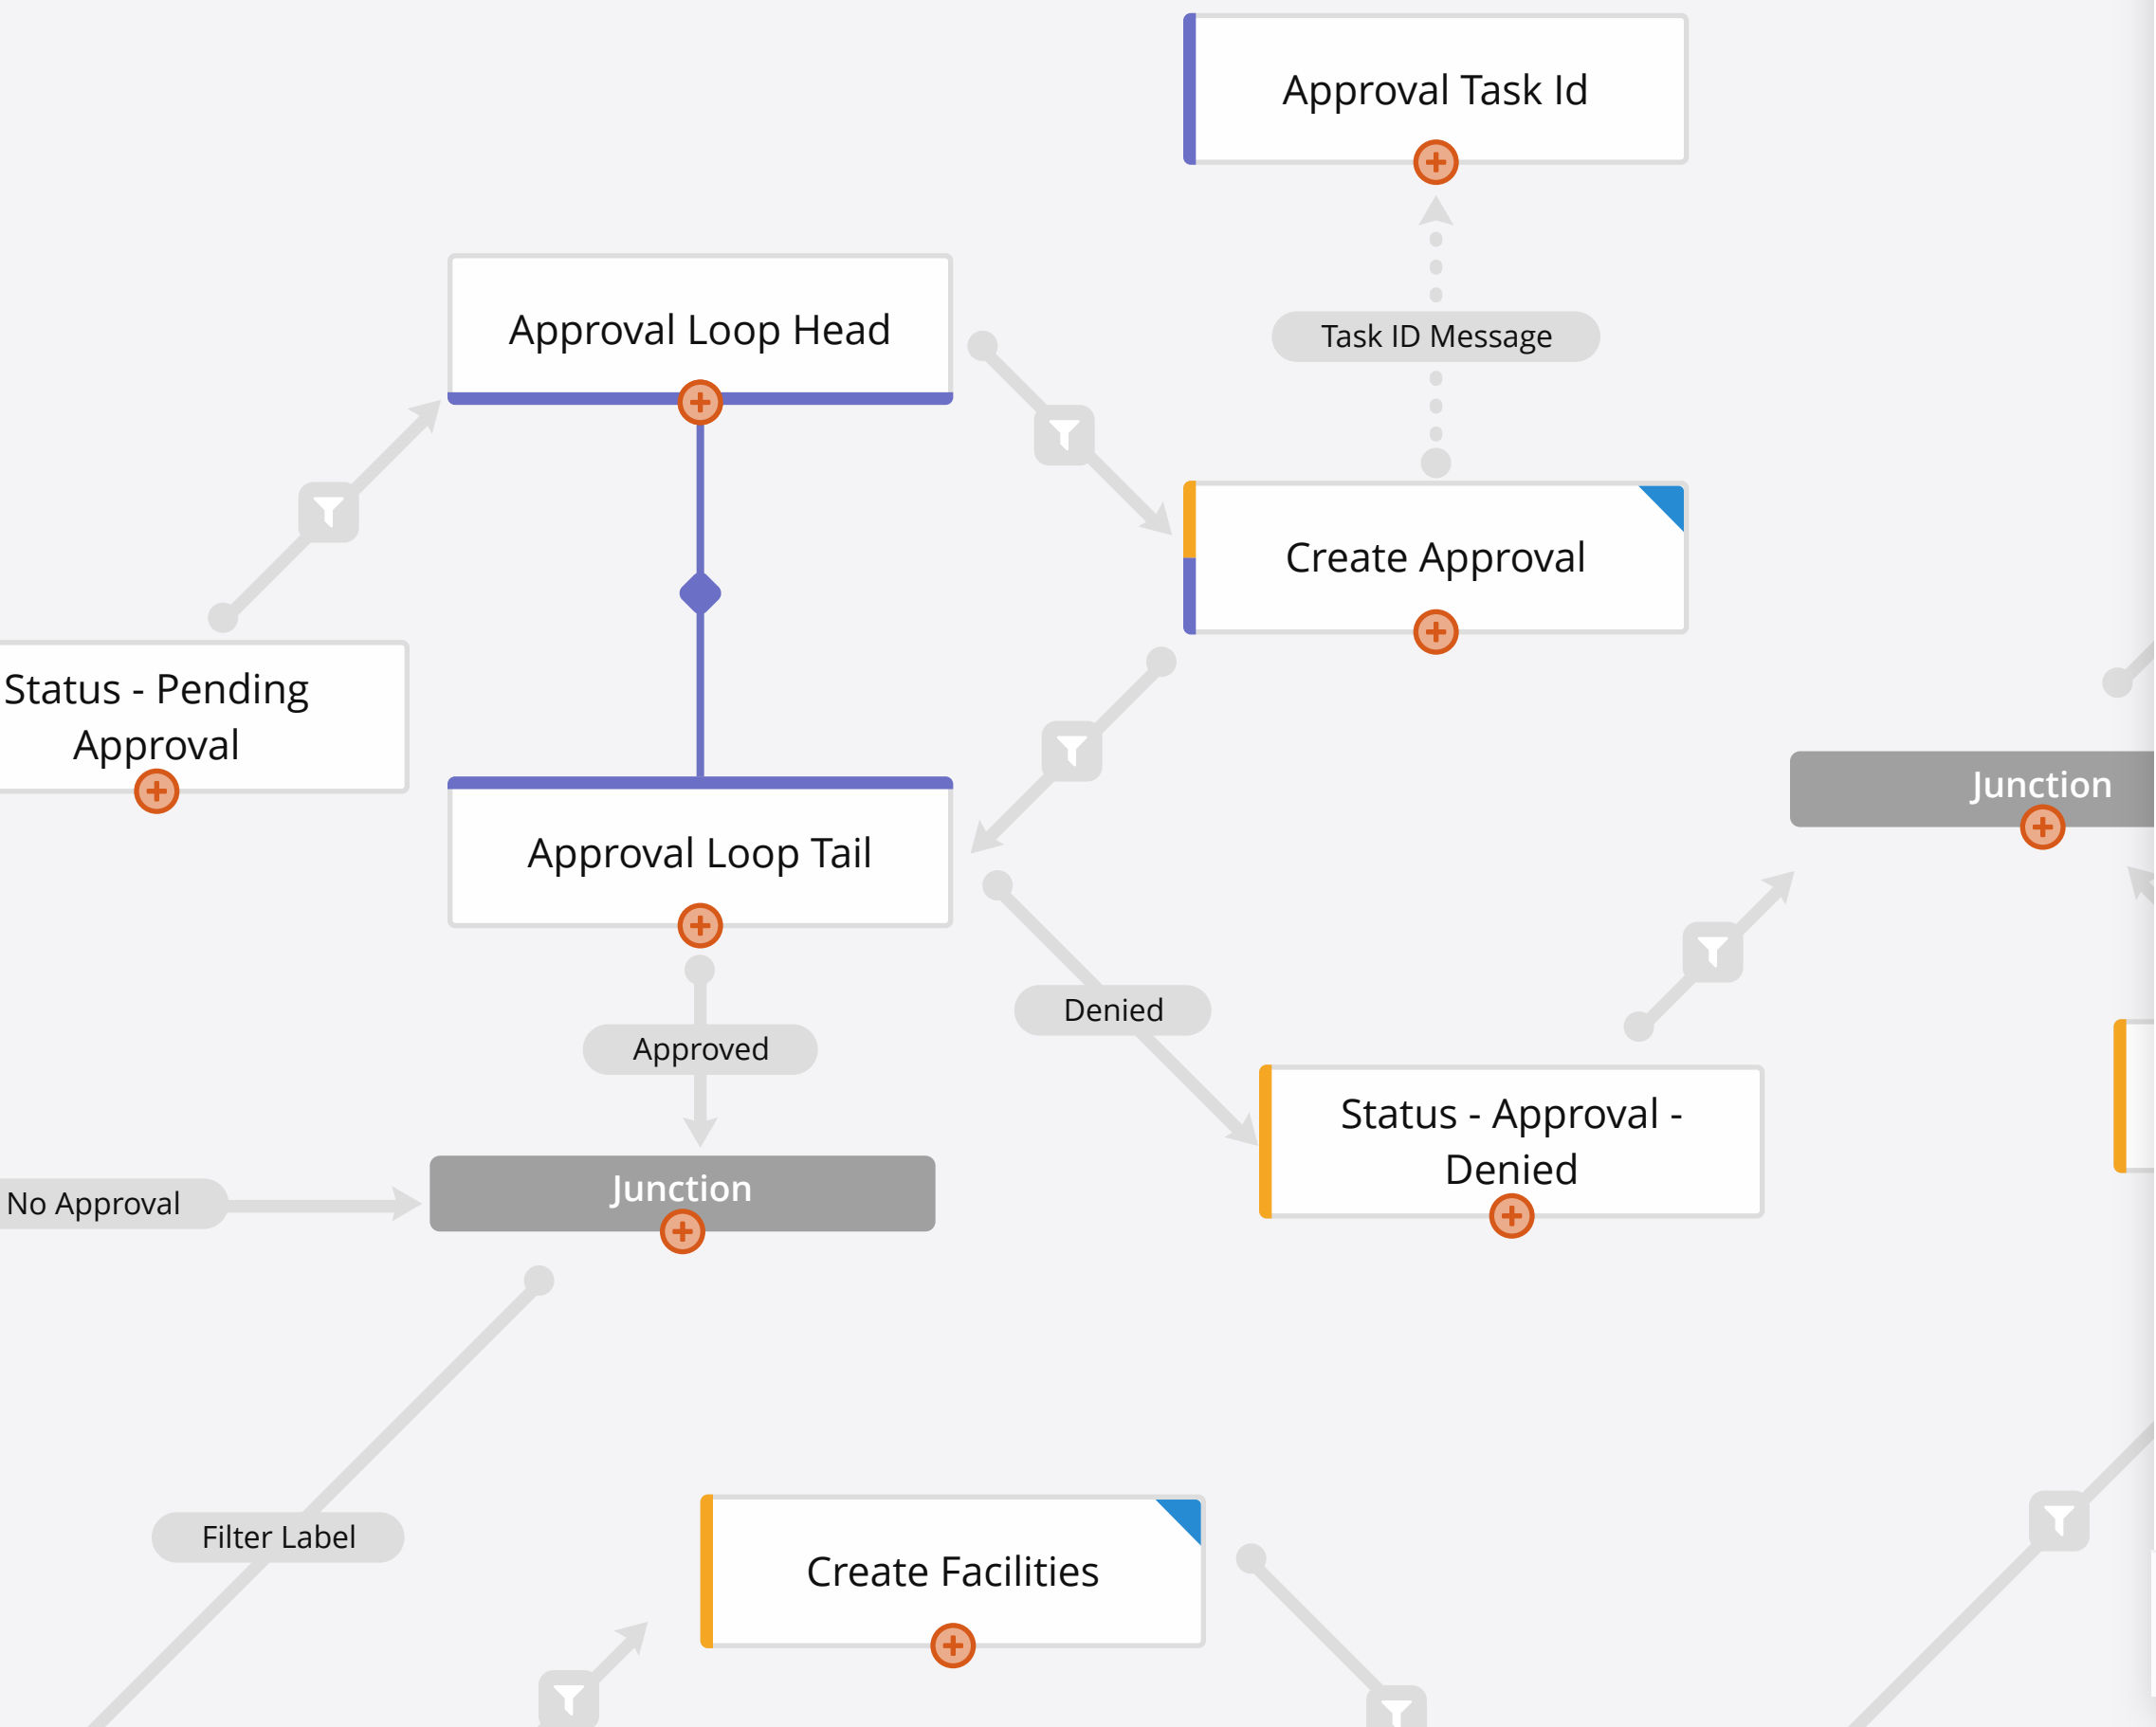 Approval Task Id
Approval Loop Head
Task ID Message
Create Approval
Status - Pending
Approval
Junction
Approval Loop Tail
Denied
Approved
Status - Approval -
Denied
Junction
No Approval
Filter Label
Create Facilities